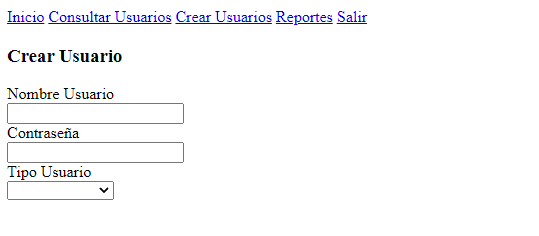 Inicio Consultar Usuarios Crear Usuarios Reportes Salir
Crear Usuario
Nombre Usuario
Contraseña
Tipo Usuario